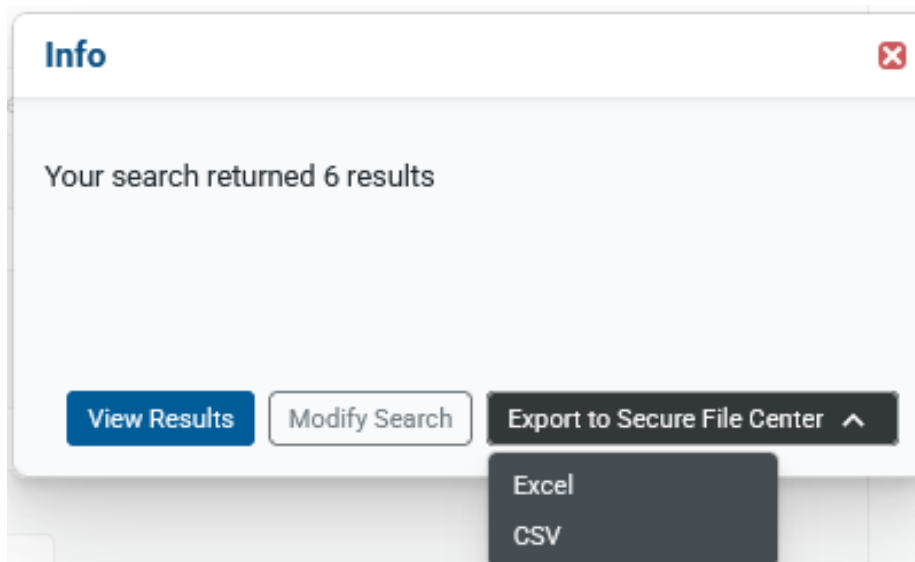 Info
Your search returned 6 results
View Results Modify Search Export to Secure File Center
Excel
CSV